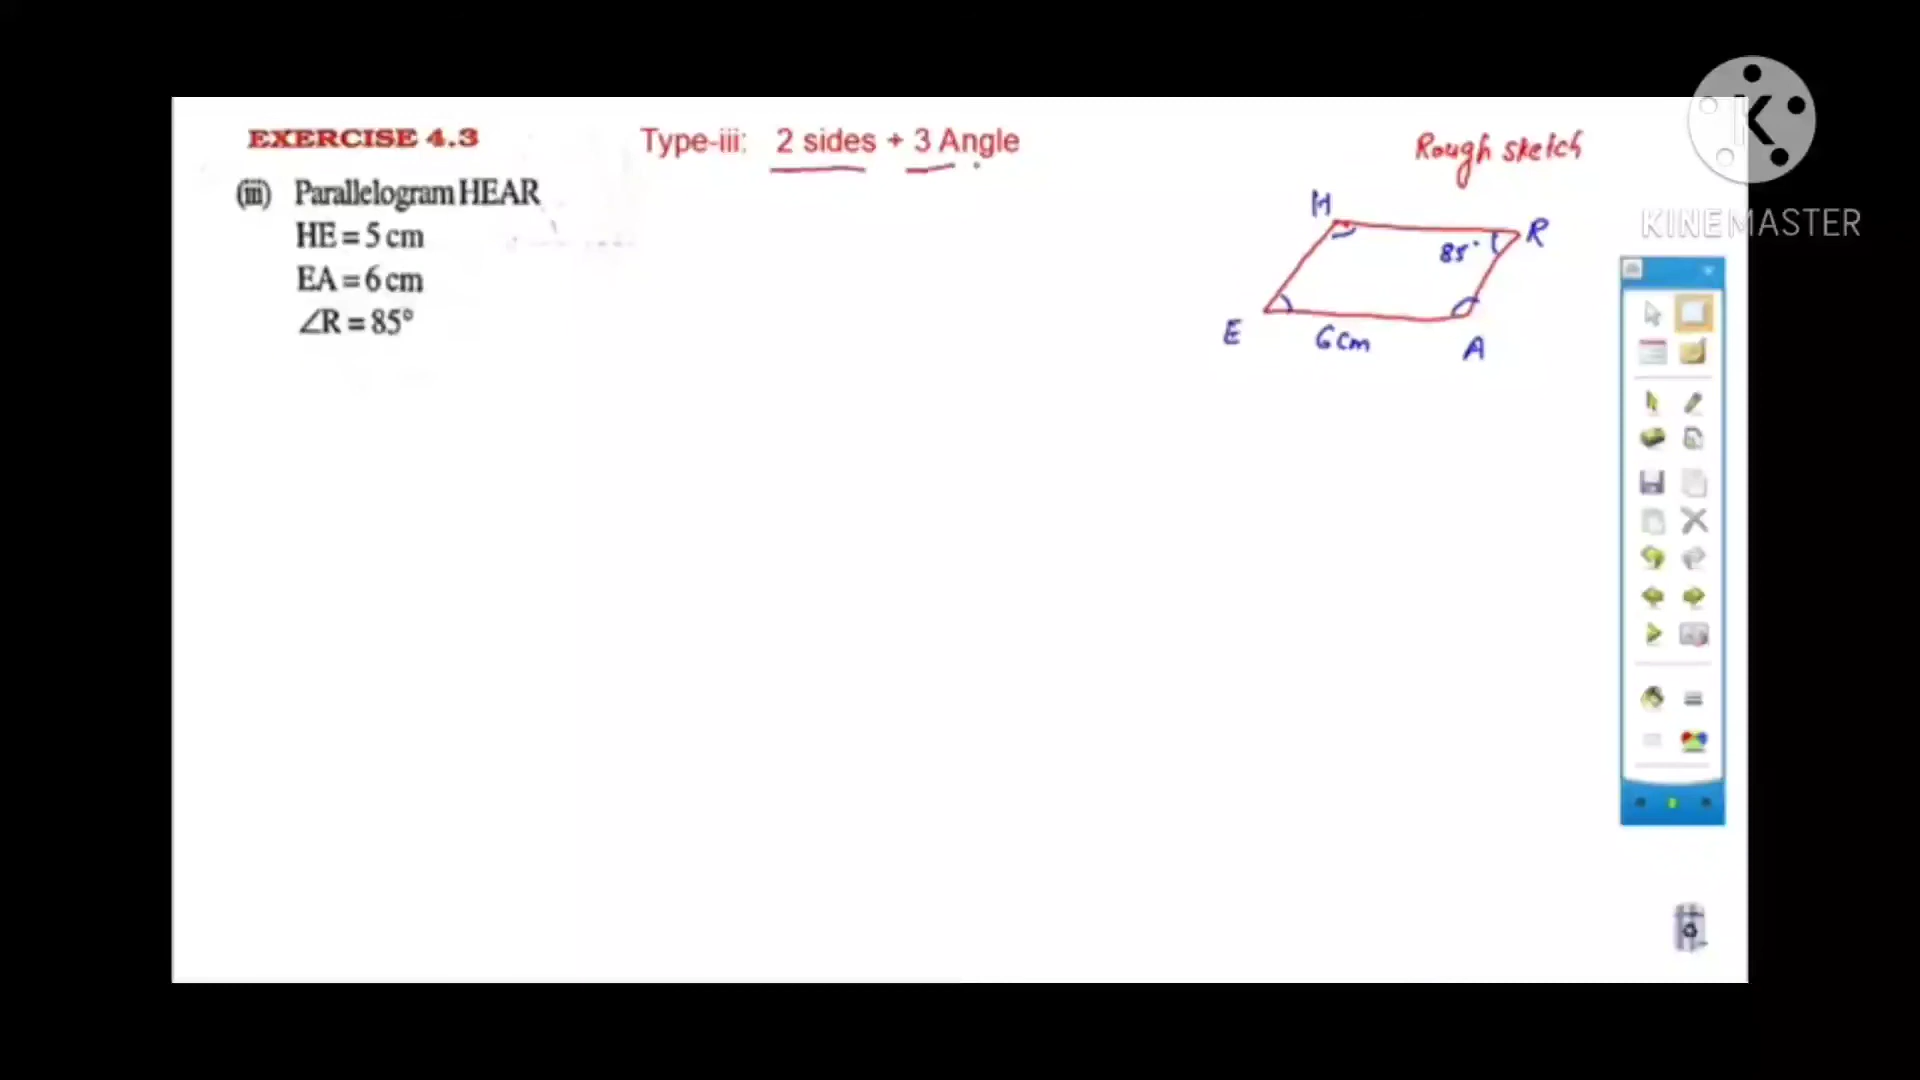 EXERCISE 4.3
Type-iii: 2 sides + 3 Angle
(iii) Parallelogram HEAR
HE = 5 cm
EA = 6 cm
∠R = 85°
Rough sketch
H
85°
R
E
6cm
A
K
KINEMASTER